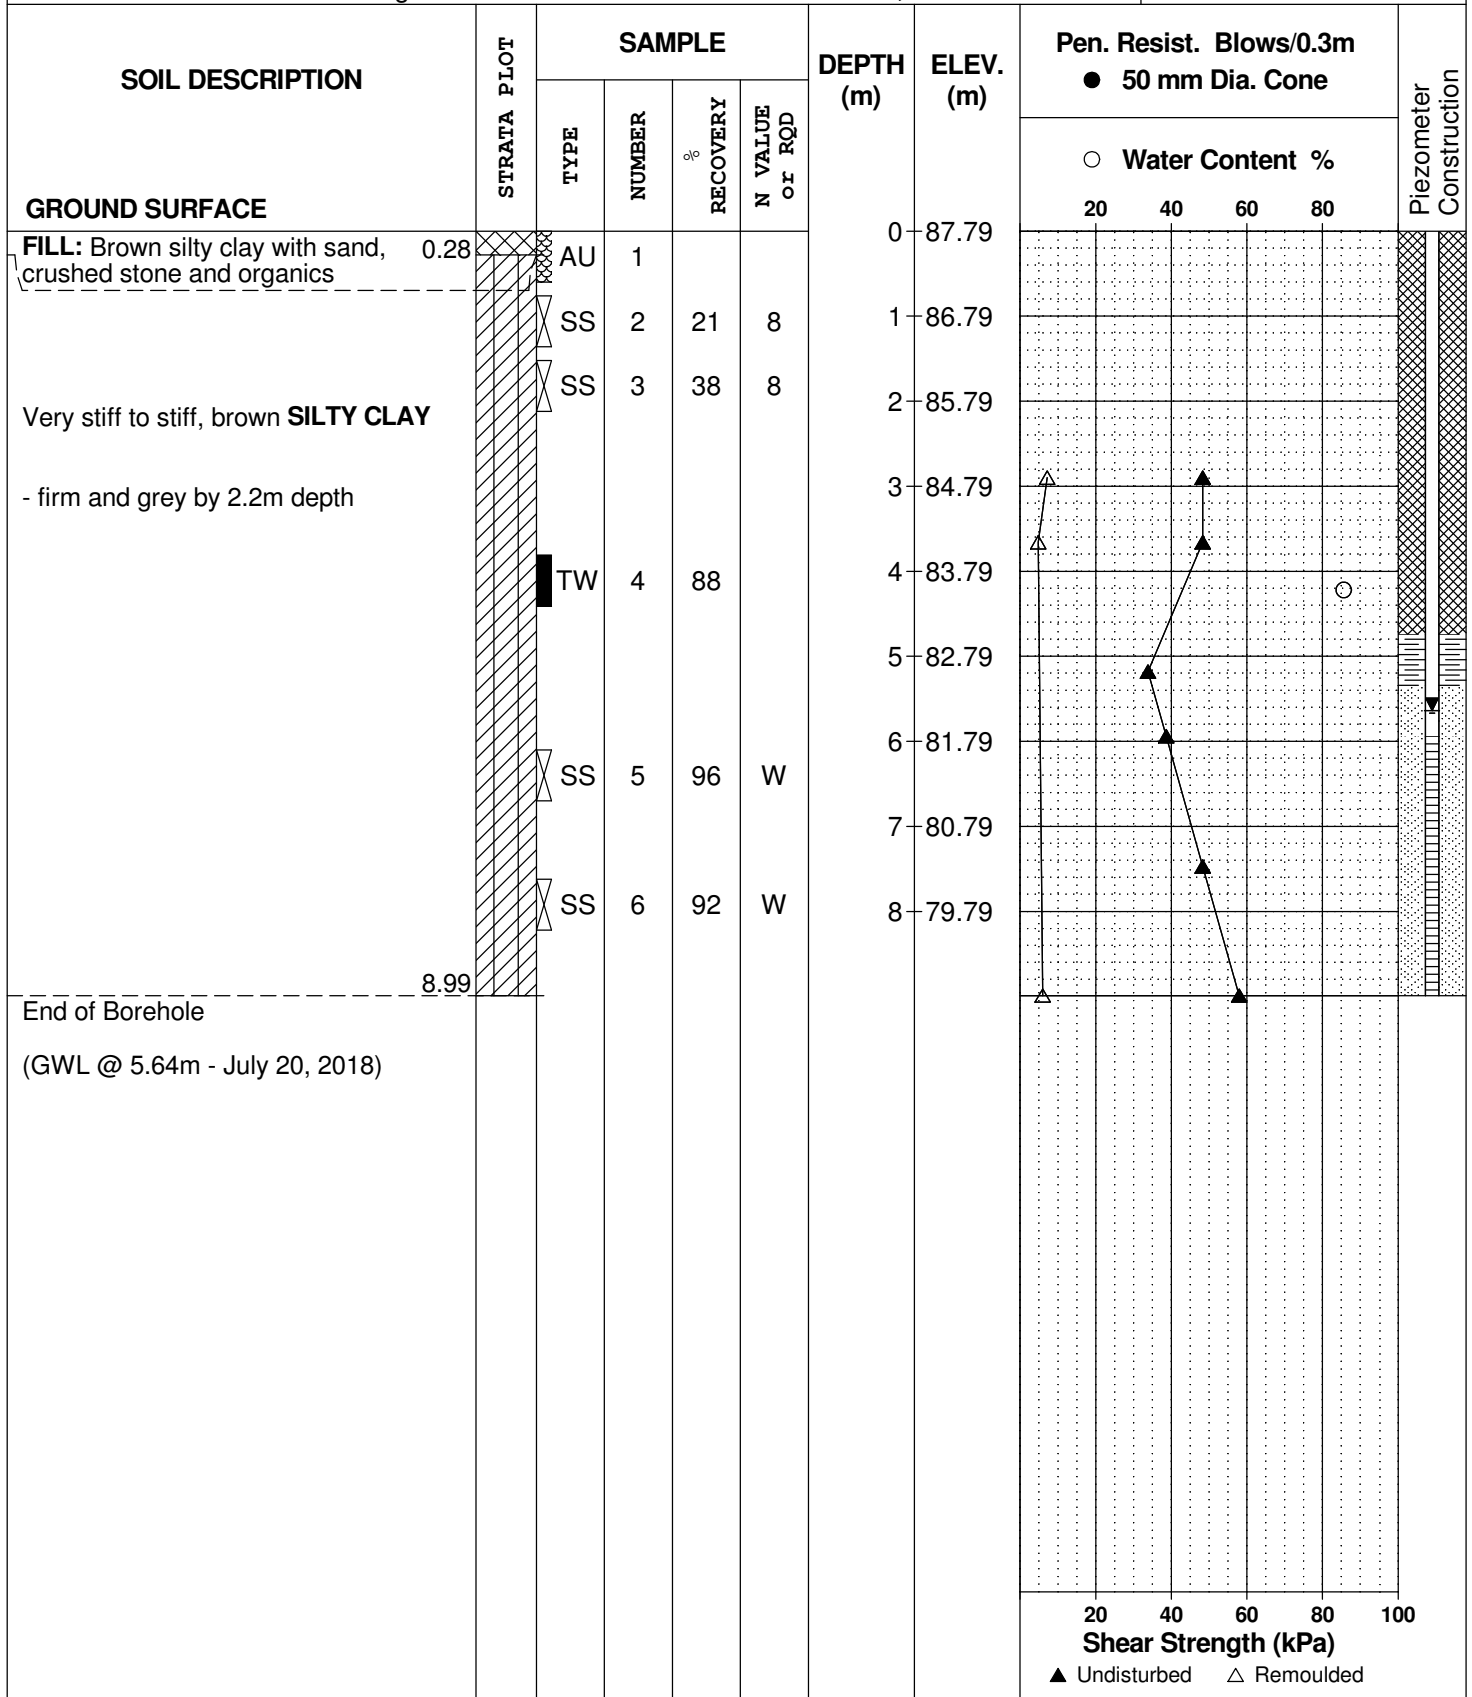 SOIL DESCRIPTION
GROUND SURFACE
STRATA PLOT
SAMPLE
TYPE
NUMBER
% RECOVERY
N VALUE or RQD
DEPTH (m)
ELEV. (m)
Pen. Resist. Blows/0.3m
● 50 mm Dia. Cone
○ Water Content %
20 40 60 80
Piezometer Construction
FILL: Brown silty clay with sand, 0.28
crushed stone and organics
AU 1
0 87.79
SS 2 21 8
1 86.79
SS 3 38 8
2 85.79
Very stiff to stiff, brown SILTY CLAY
- firm and grey by 2.2m depth
3 84.79
TW 4 88
4 83.79
5 82.79
6 81.79
SS 5 96 W
7 80.79
SS 6 92 W
8 79.79
8.99
End of Borehole
(GWL @ 5.64m - July 20, 2018)
20 40 60 80 100
Shear Strength (kPa)
▲ Undisturbed △ Remoulded